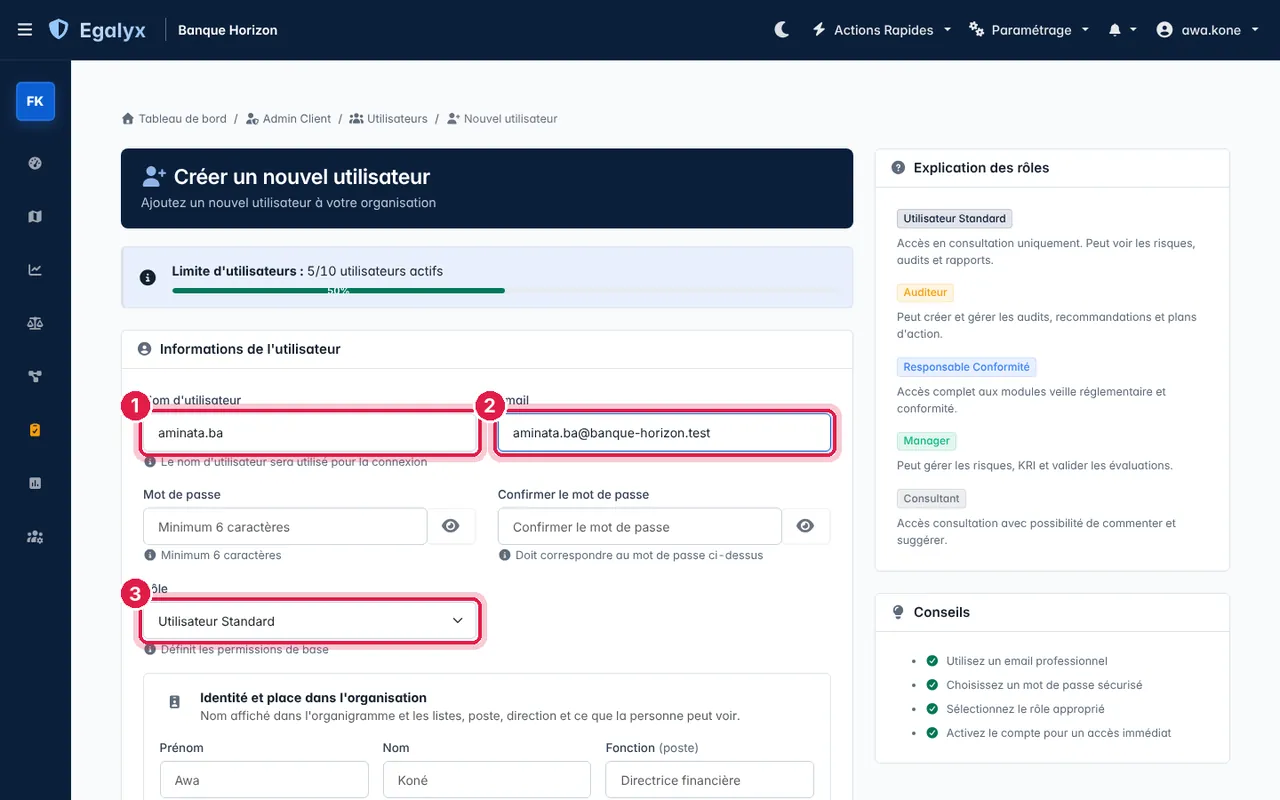 Egalyx
Banque Horizon
Actions Rapides
Paramétrage
awa.kone
FK
Tableau de bord / Admin Client / Utilisateurs / Nouvel utilisateur
Créer un nouvel utilisateur
Ajoutez un nouvel utilisateur à votre organisation
Limite d'utilisateurs : 5/10 utilisateurs actifs
50%
Informations de l'utilisateur
1
om d'utilisateur
aminata.ba
Le nom d'utilisateur sera utilisé pour la connexion
2
mail
aminata.ba@banque-horizon.test
Mot de passe
Minimum 6 caractères
Minimum 6 caractères
Confirmer le mot de passe
Confirmer le mot de passe
Doit correspondre au mot de passe ci-dessus
3
ôle
Utilisateur Standard
Définit les permissions de base
Identité et place dans l'organisation
Nom affiché dans l'organigramme et les listes, poste, direction et ce que la personne peut voir.
Prénom
Awa
Nom
Koné
Fonction (poste)
Directrice financière
Explication des rôles
Utilisateur Standard
Accès en consultation uniquement. Peut voir les risques,
audits et rapports.
Auditeur
Peut créer et gérer les audits, recommandations et plans
d'action.
Responsable Conformité
Accès complet aux modules veille réglementaire et
conformité.
Manager
Peut gérer les risques, KRI et valider les évaluations.
Consultant
Accès consultation avec possibilité de commenter et
suggérer.
Conseils
Utilisez un email professionnel
Choisissez un mot de passe sécurisé
Sélectionnez le rôle approprié
Activez le compte pour un accès immédiat